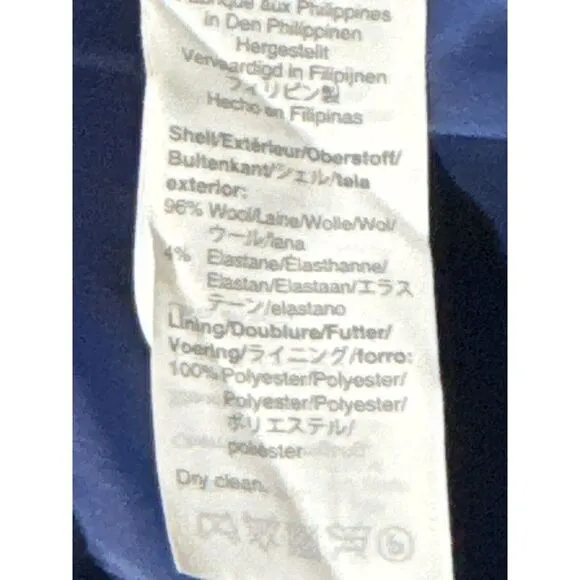 aux Philippines
in Den Philippinen
Hergestellt
Vervaardigd in Filipijnen
フィリピン製
Hecho en Filipinas
Shell/Extérieur/Oberstoff/
Buitenkant/シェル/tela
exterior:
96% Wool/Laine/Wolle/Wol/
ウール/lana
4% Elastane/Élasthanne/
Elastan/Elastaan/エラス
テーン/elastano
Lining/Doublure/Futter/
Voering/ライニング/forro:
100% Polyester/Polyester/
Polyester/Polyester/
ポリエステル/
poliéster
Dry clean.